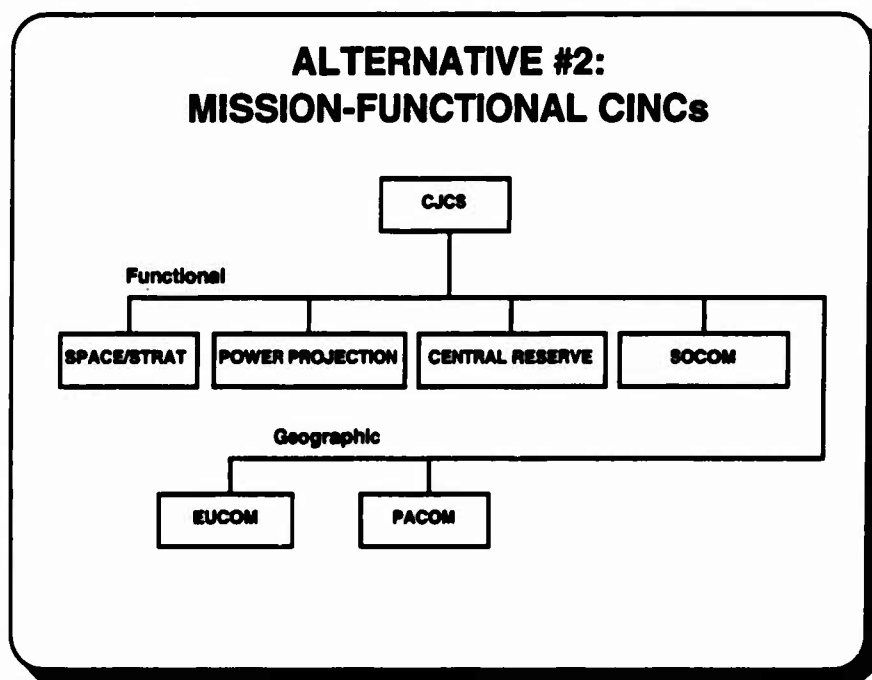 ALTERNATIVE #2:
MISSION-FUNCTIONAL CINCs
CJCS
Functional
SPACE/STRAT
POWER PROJECTION
CENTRAL RESERVE
SOCOM
Geographic
EUCOM
PACOM